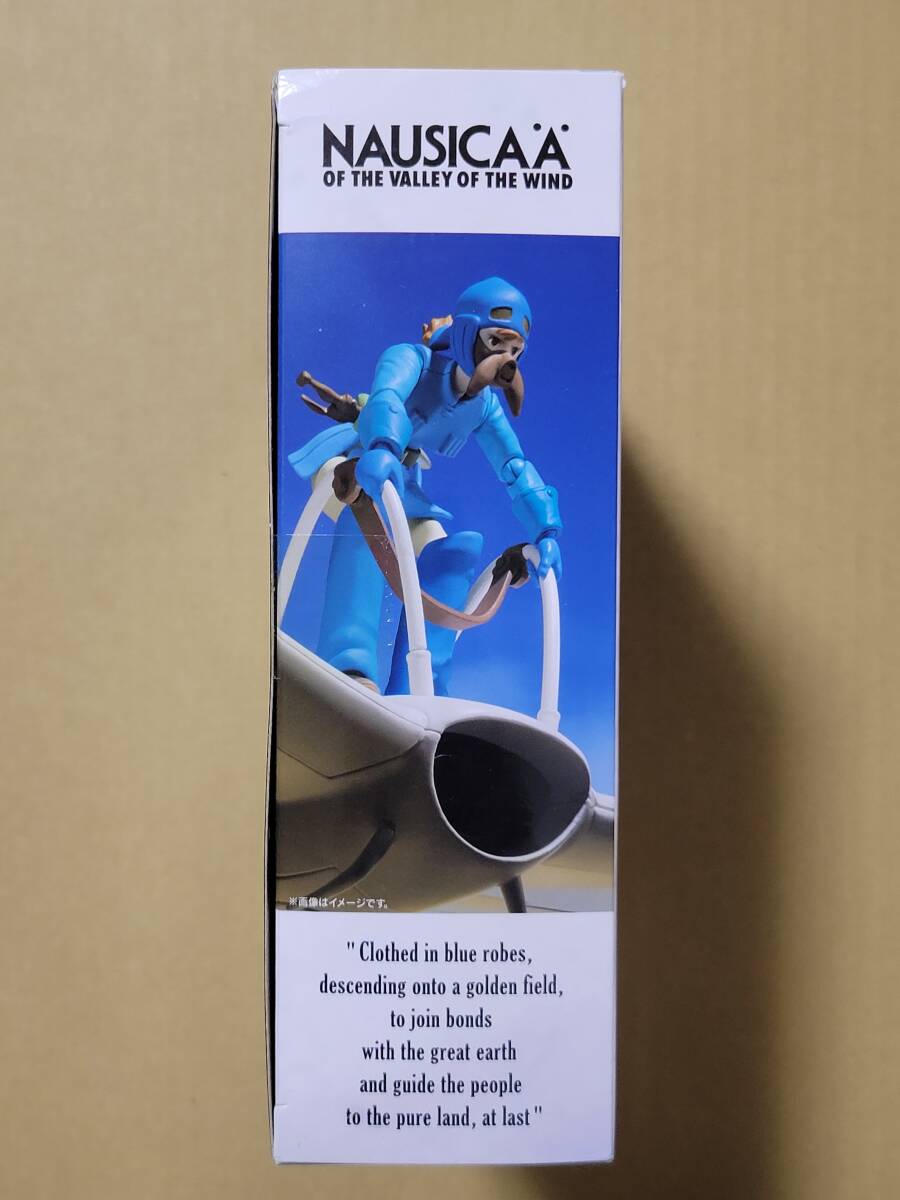 NAUSICAÄ
OF THE VALLEY OF THE WIND
※画像はイメージです。
"Clothed in blue robes,
descending onto a golden field,
to join bonds
with the great earth
and guide the people
to the pure land, at last"